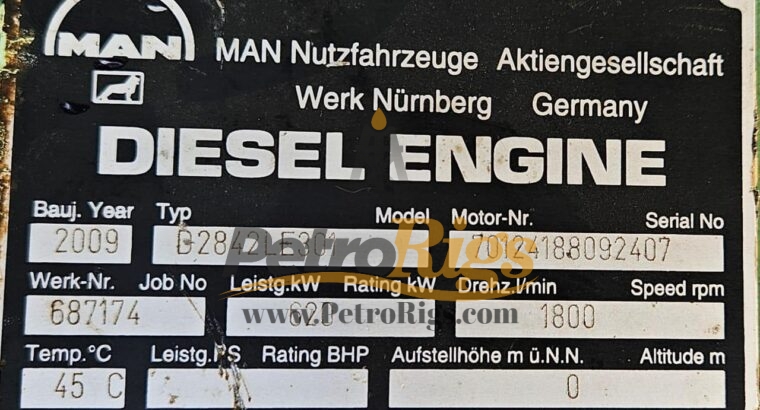 MAN
MAN Nutzfahrzeuge Aktiengesellschaft
Werk Nürnberg Germany
DIESEL ENGINE
Bauj. Year Typ Model Motor-Nr. Serial No
2009 D2842LE301 70124188092407
PetroRigs
Werk-Nr. Job No Leistg.kW Rating kW Drehz.l/min Speed rpm
687174 620 1800
www.PetroRigs.com
Temp.°C Leistg.PS Rating BHP Aufstellhöhe m ü.N.N. Altitude m
45 C 0